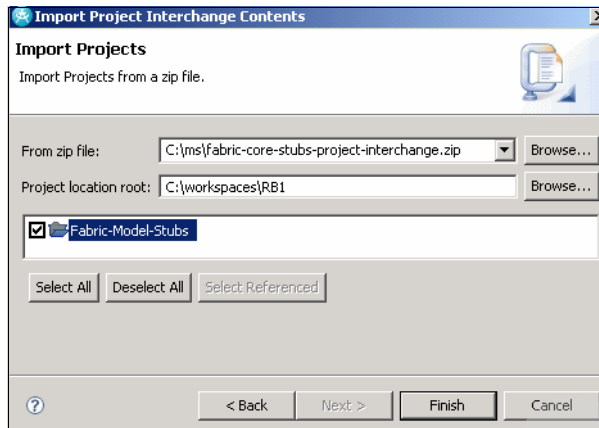 Import Project Interchange Contents
Import Projects
Import Projects from a zip file.
From zip file: C:\ms\fabric-core-stubs-project-interchange.zip Browse...
Project location root: C:\workspaces\RB1 Browse...
Fabric-Model-Stubs
Select All Deselect All Select Referenced
? < Back Next > Finish Cancel